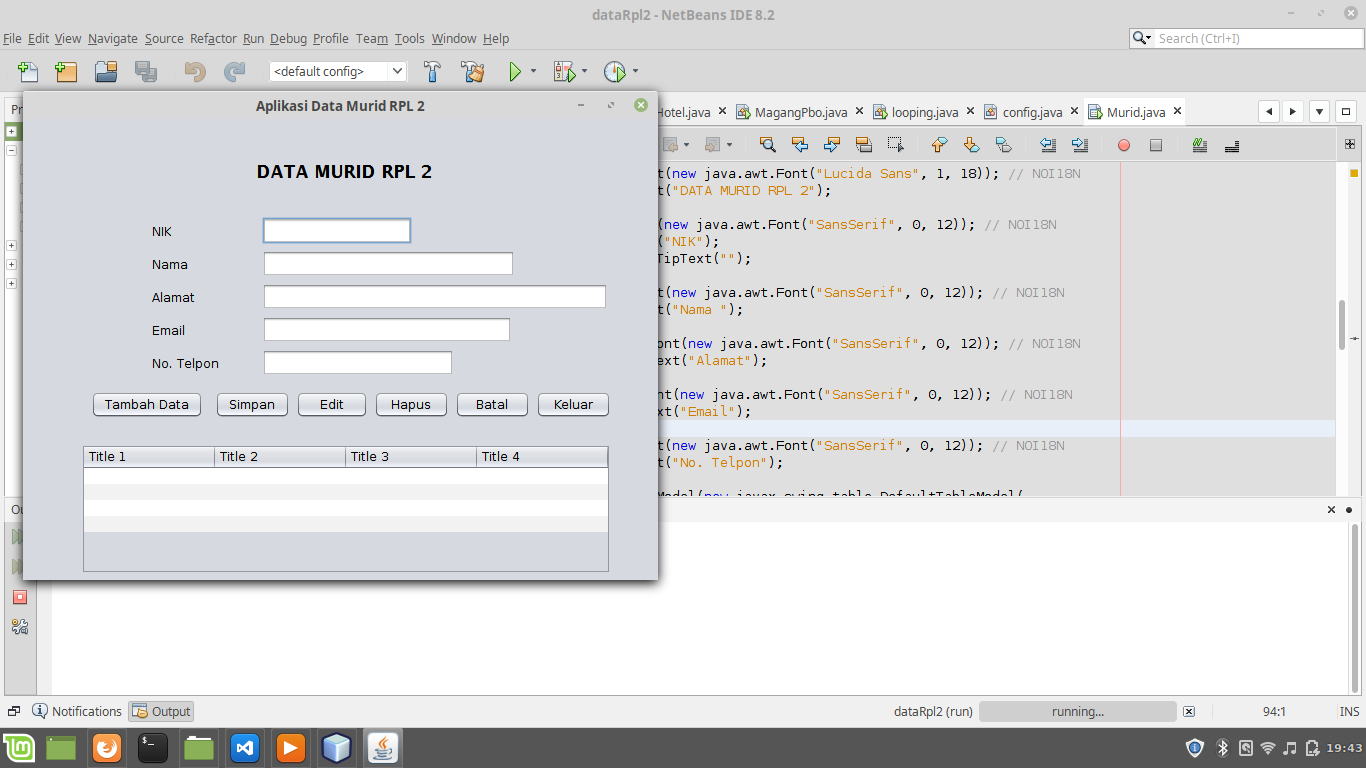 dataRpl2 - NetBeans IDE 8.2
File Edit View Navigate Source Refactor Run Debug Profile Team Tools Window Help
Search (Ctrl+I)
<default config>
Aplikasi Data Murid RPL 2
Hotel.java MagangPbo.java looping.java config.java Murid.java
DATA MURID RPL 2
NIK
Nama
Alamat
Email
No. Telpon
Tambah Data Simpan Edit Hapus Batal Keluar
Title 1 Title 2 Title 3 Title 4
t(new java.awt.Font("Lucida Sans", 1, 18)); // NOI18N
t("DATA MURID RPL 2");
(new java.awt.Font("SansSerif", 0, 12)); // NOI18N
("NIK");
TipText("");
t(new java.awt.Font("SansSerif", 0, 12)); // NOI18N
t("Nama ");
ont(new java.awt.Font("SansSerif", 0, 12)); // NOI18N
ext("Alamat");
nt(new java.awt.Font("SansSerif", 0, 12)); // NOI18N
xt("Email");
t(new java.awt.Font("SansSerif", 0, 12)); // NOI18N
t("No. Telpon");
Model(new javax.swing.table.DefaultTableModel(
Notifications Output
dataRpl2 (run) running... 94:1 INS
19:43